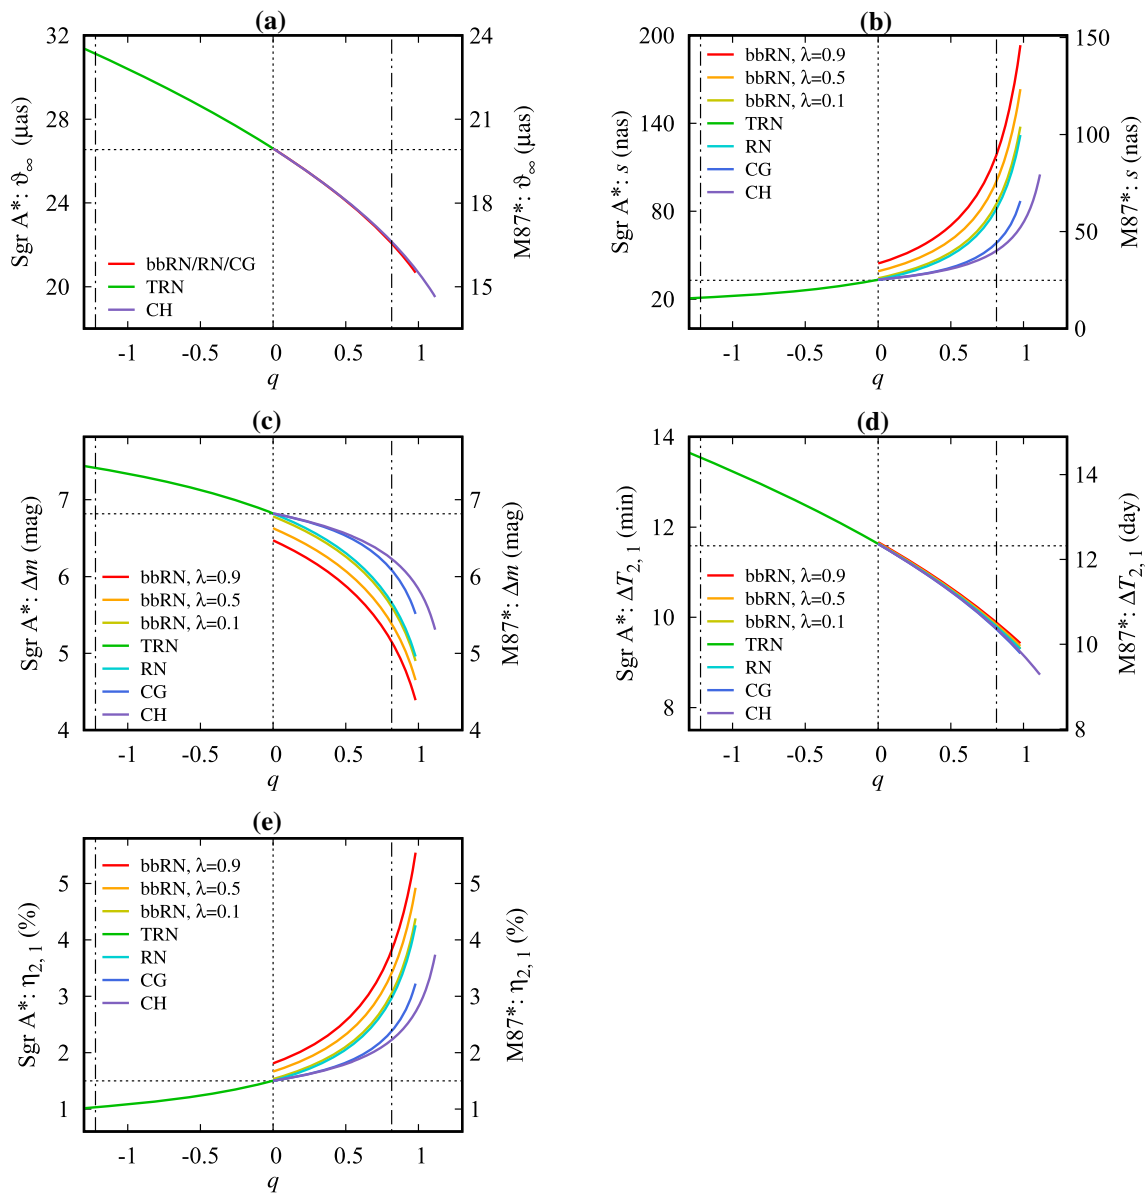 (a)
32
28
24
20
24
21
18
15
Sgr A*: ϑ∞ (μas)
M87*: ϑ∞ (μas)
bbRN/RN/CG
TRN
CH
-1 -0.5 0 0.5 1
q
(b)
200
140
80
20
150
100
50
0
Sgr A*: s (nas)
M87*: s (nas)
bbRN, λ=0.9
bbRN, λ=0.5
bbRN, λ=0.1
TRN
RN
CG
CH
-1 -0.5 0 0.5 1
q
(c)
7
6
5
4
7
6
5
4
Sgr A*: Δm (mag)
M87*: Δm (mag)
bbRN, λ=0.9
bbRN, λ=0.5
bbRN, λ=0.1
TRN
RN
CG
CH
-1 -0.5 0 0.5 1
q
(d)
14
12
10
8
14
12
10
8
Sgr A*: ΔT2, 1 (min)
M87*: ΔT2, 1 (day)
bbRN, λ=0.9
bbRN, λ=0.5
bbRN, λ=0.1
TRN
RN
CG
CH
-1 -0.5 0 0.5 1
q
(e)
5
4
3
2
1
5
4
3
2
1
Sgr A*: η2, 1 (%)
M87*: η2, 1 (%)
bbRN, λ=0.9
bbRN, λ=0.5
bbRN, λ=0.1
TRN
RN
CG
CH
-1 -0.5 0 0.5 1
q